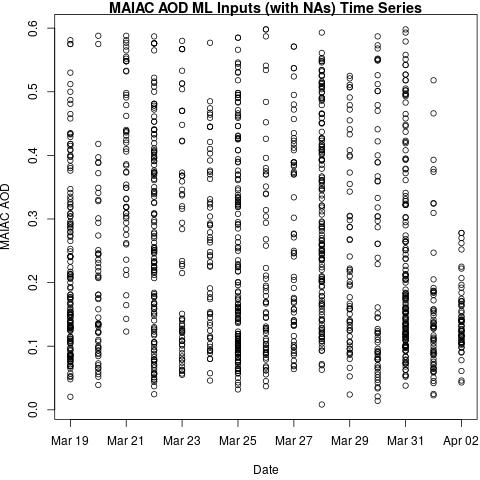 MAIAC AOD ML Inputs (with NAs) Time Series
MAIAC AOD
0.6
0.5
0.4
0.3
0.2
0.1
0.0
Mar 19 Mar 21 Mar 23 Mar 25 Mar 27 Mar 29 Mar 31 Apr 02
Date